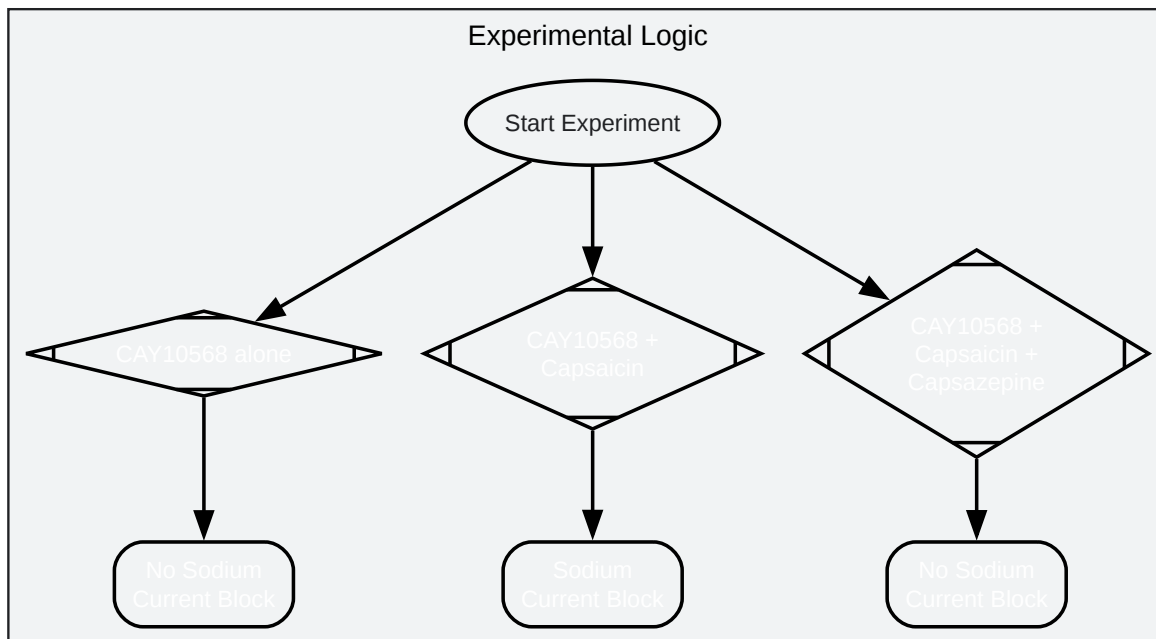 Experimental Logic
Start Experiment
CAY10568 alone
CAY10568 +
Capsaicin
CAY10568 +
Capsaicin +
Capsazepine
No Sodium
Current Block
Sodium
Current Block
No Sodium
Current Block